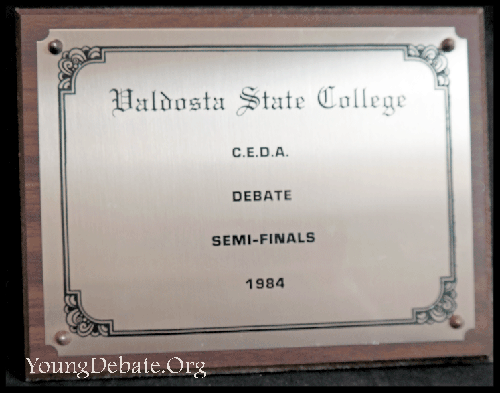 Valdosta State College
C.E.D.A.
DEBATE
SEMI-FINALS
1984
YoungDebate.Org